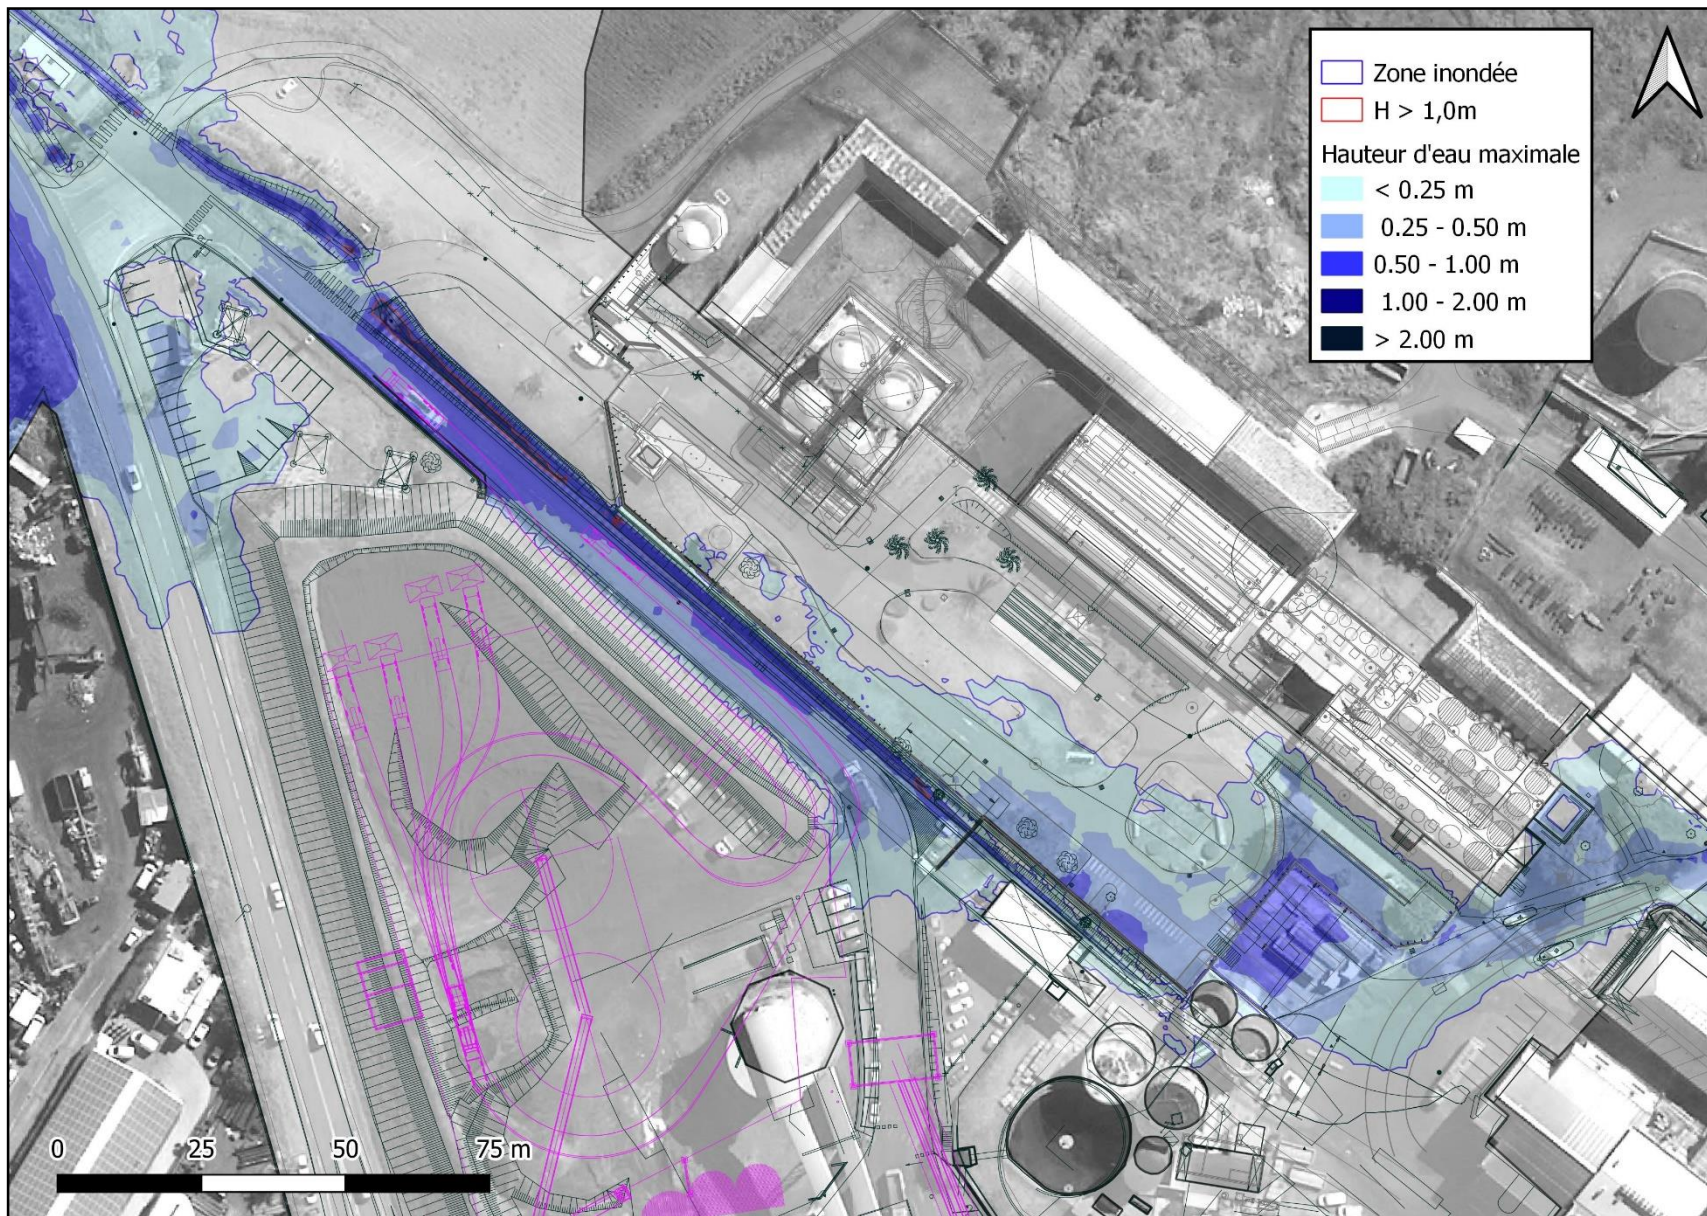 Zone inondée
H > 1,0m
Hauteur d'eau maximale
< 0.25 m
0.25 - 0.50 m
0.50 - 1.00 m
1.00 - 2.00 m
> 2.00 m
0 25 50 75 m